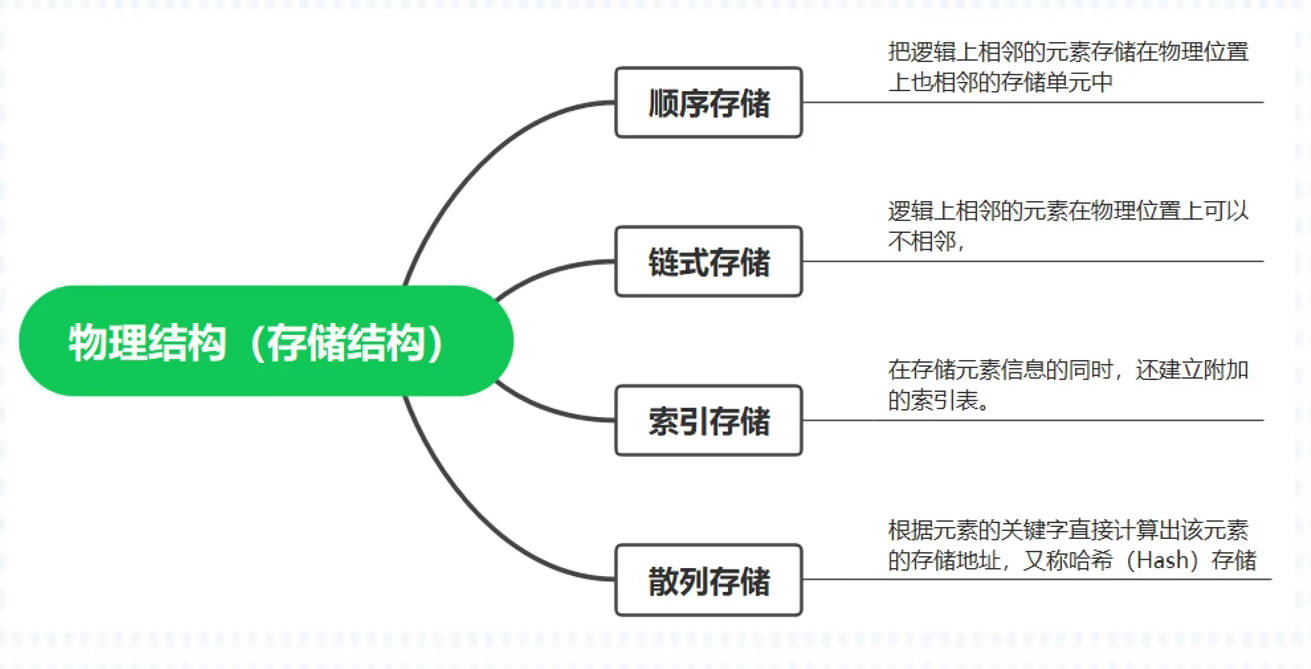 把逻辑上相邻的元素存储在物理位置
上也相邻的存储单元中
顺序存储
逻辑上相邻的元素在物理位置上可以
不相邻,
链式存储
物理结构（存储结构）
在存储元素信息的同时，还建立附加
的索引表。
索引存储
根据元素的关键字直接计算出该元素
的存储地址，又称哈希（Hash）存储
散列存储